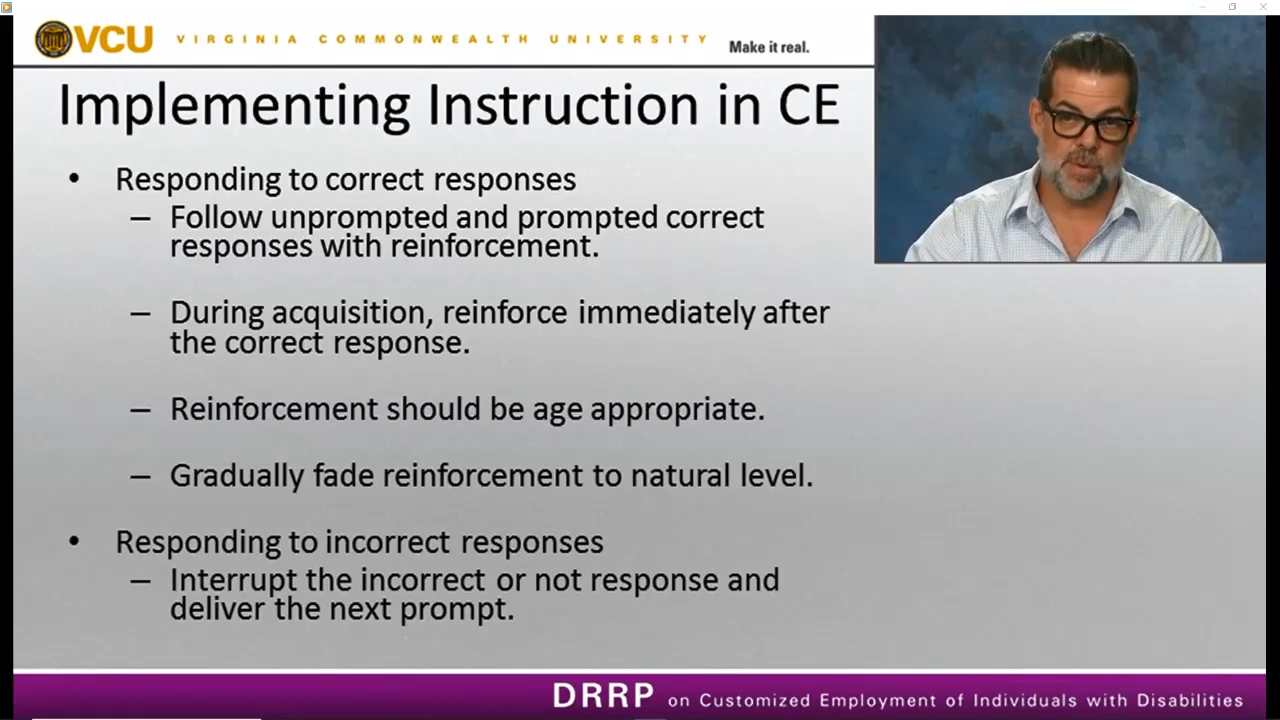 VCU VIRGINIA COMMONWEALTH UNIVERSITY Make it real.
Implementing Instruction in CE
• Responding to correct responses
– Follow unprompted and prompted correct
responses with reinforcement.
– During acquisition, reinforce immediately after
the correct response.
– Reinforcement should be age appropriate.
– Gradually fade reinforcement to natural level.
• Responding to incorrect responses
– Interrupt the incorrect or not response and
deliver the next prompt.
DRRP on Customized Employment of Individuals with Disabilities